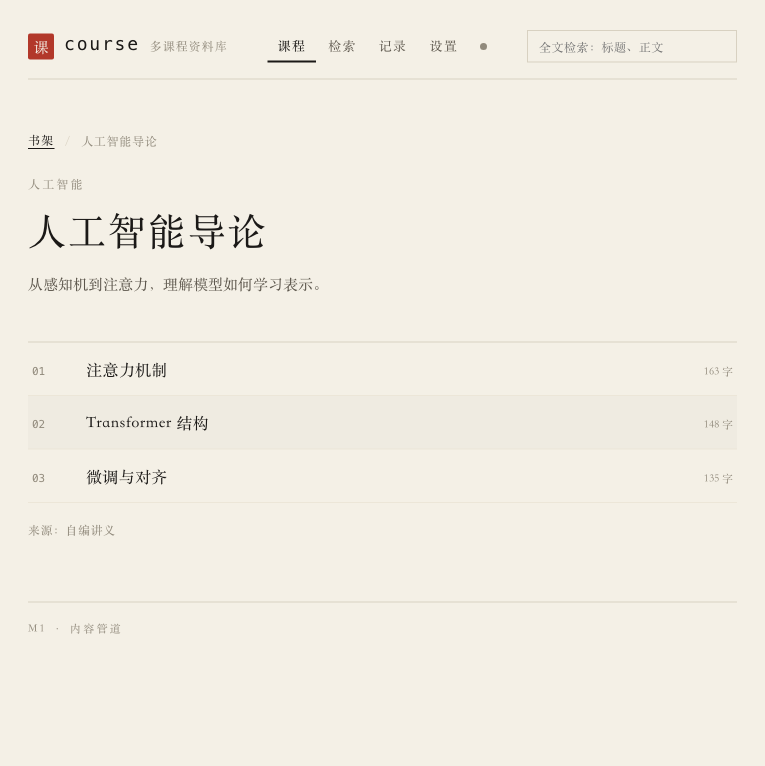 课 course 多课程资料库 课程 检索 记录 设置 全文检索：标题、正文
书架 / 人工智能导论
人工智能
人工智能导论
从感知机到注意力，理解模型如何学习表示。
01 注意力机制 163 字
02 Transformer 结构 148 字
03 微调与对齐 135 字
来源：自编讲义
M1 · 内容管道